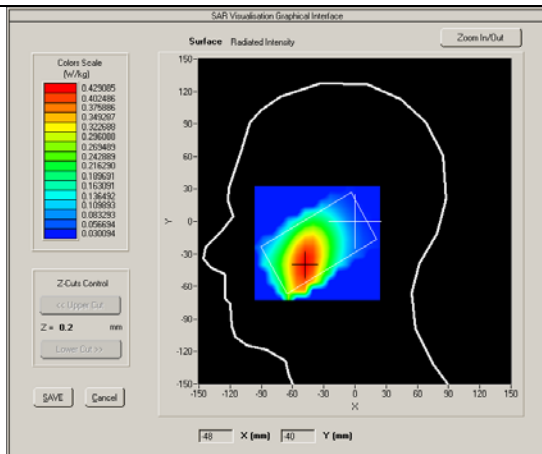 SAR Visualisation Graphical Interface
Surface Radiated Intensity
Zoom In/Out
Colors Scale
(W/kg)
0.429085
0.402486
0.375886
0.349287
0.322688
0.296088
0.269489
0.242889
0.216290
0.189691
0.163091
0.136492
0.109893
0.083293
0.056694
0.030094
Z-Cuts Control
<< Upper Cut
Z = 0.2 mm
Lower Cut >>
SAVE Cancel
150
120
90
60
30
0
-30
-60
-90
-120
-150
Y
-150 -120 -90 -60 -30 0 30 60 90 120 150
X
-48 X (mm) -40 Y (mm)